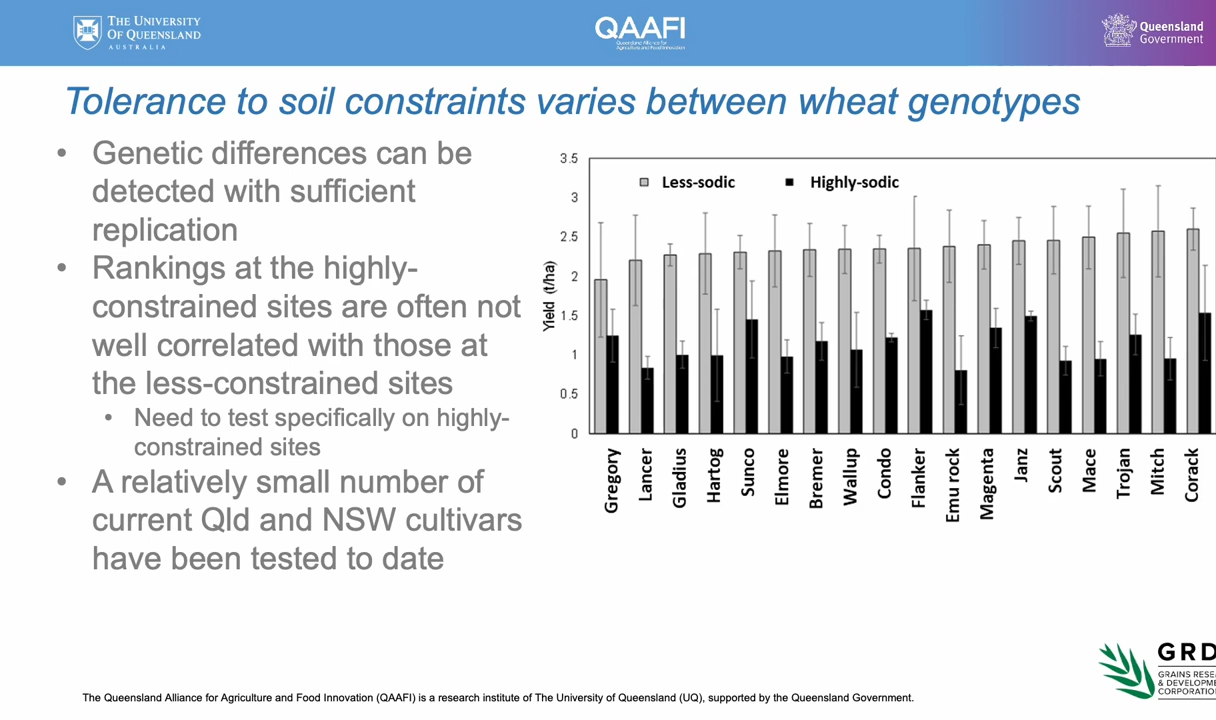 THE UNIVERSITY
OF QUEENSLAND
AUSTRALIA
QAAFI
Queensland Alliance for
Agriculture and Food Innovation
Queensland
Government
Tolerance to soil constraints varies between wheat genotypes
• Genetic differences can be
detected with sufficient
replication
• Rankings at the highly-
constrained sites are often not
well correlated with those at
the less-constrained sites
• Need to test specifically on highly-
constrained sites
• A relatively small number of
current Qld and NSW cultivars
have been tested to date
Less-sodic
Highly-sodic
Yield (t/ha)
3.5
3
2.5
2
1.5
1
0.5
0
Gregory
Lancer
Gladius
Hartog
Sunco
Elmore
Bremer
Wallup
Condo
Flanker
Emu rock
Magenta
Janz
Scout
Mace
Trojan
Mitch
Corack
GRD
GRAINS RESEA
& DEVELOPME
CORPORATION
The Queensland Alliance for Agriculture and Food Innovation (QAAFI) is a research institute of The University of Queensland (UQ), supported by the Queensland Government.